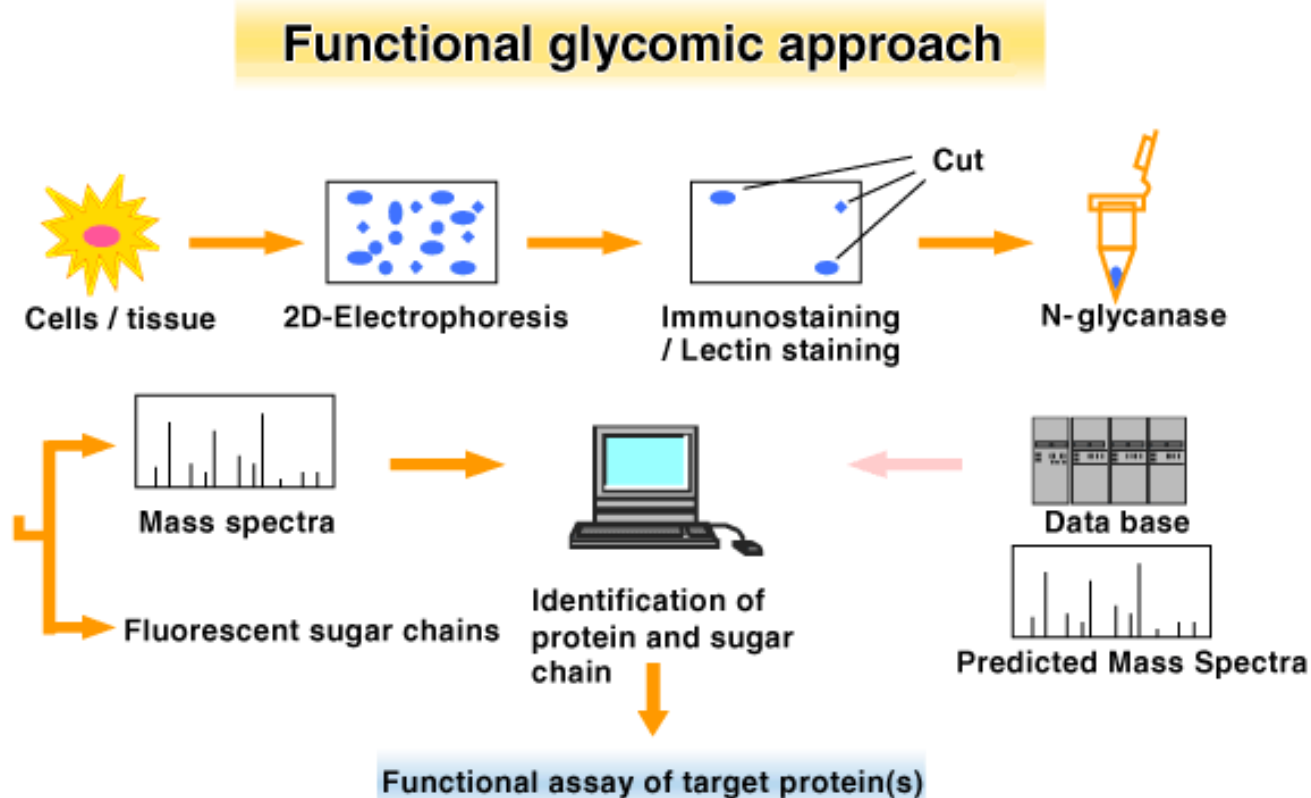 Functional glycomic approach
Cut
Cells / tissue
2D-Electrophoresis
Immunostaining
/ Lectin staining
N-glycanase
Mass spectra
Data base
Identification of
protein and sugar
chain
Fluorescent sugar chains
Predicted Mass Spectra
Functional assay of target protein(s)